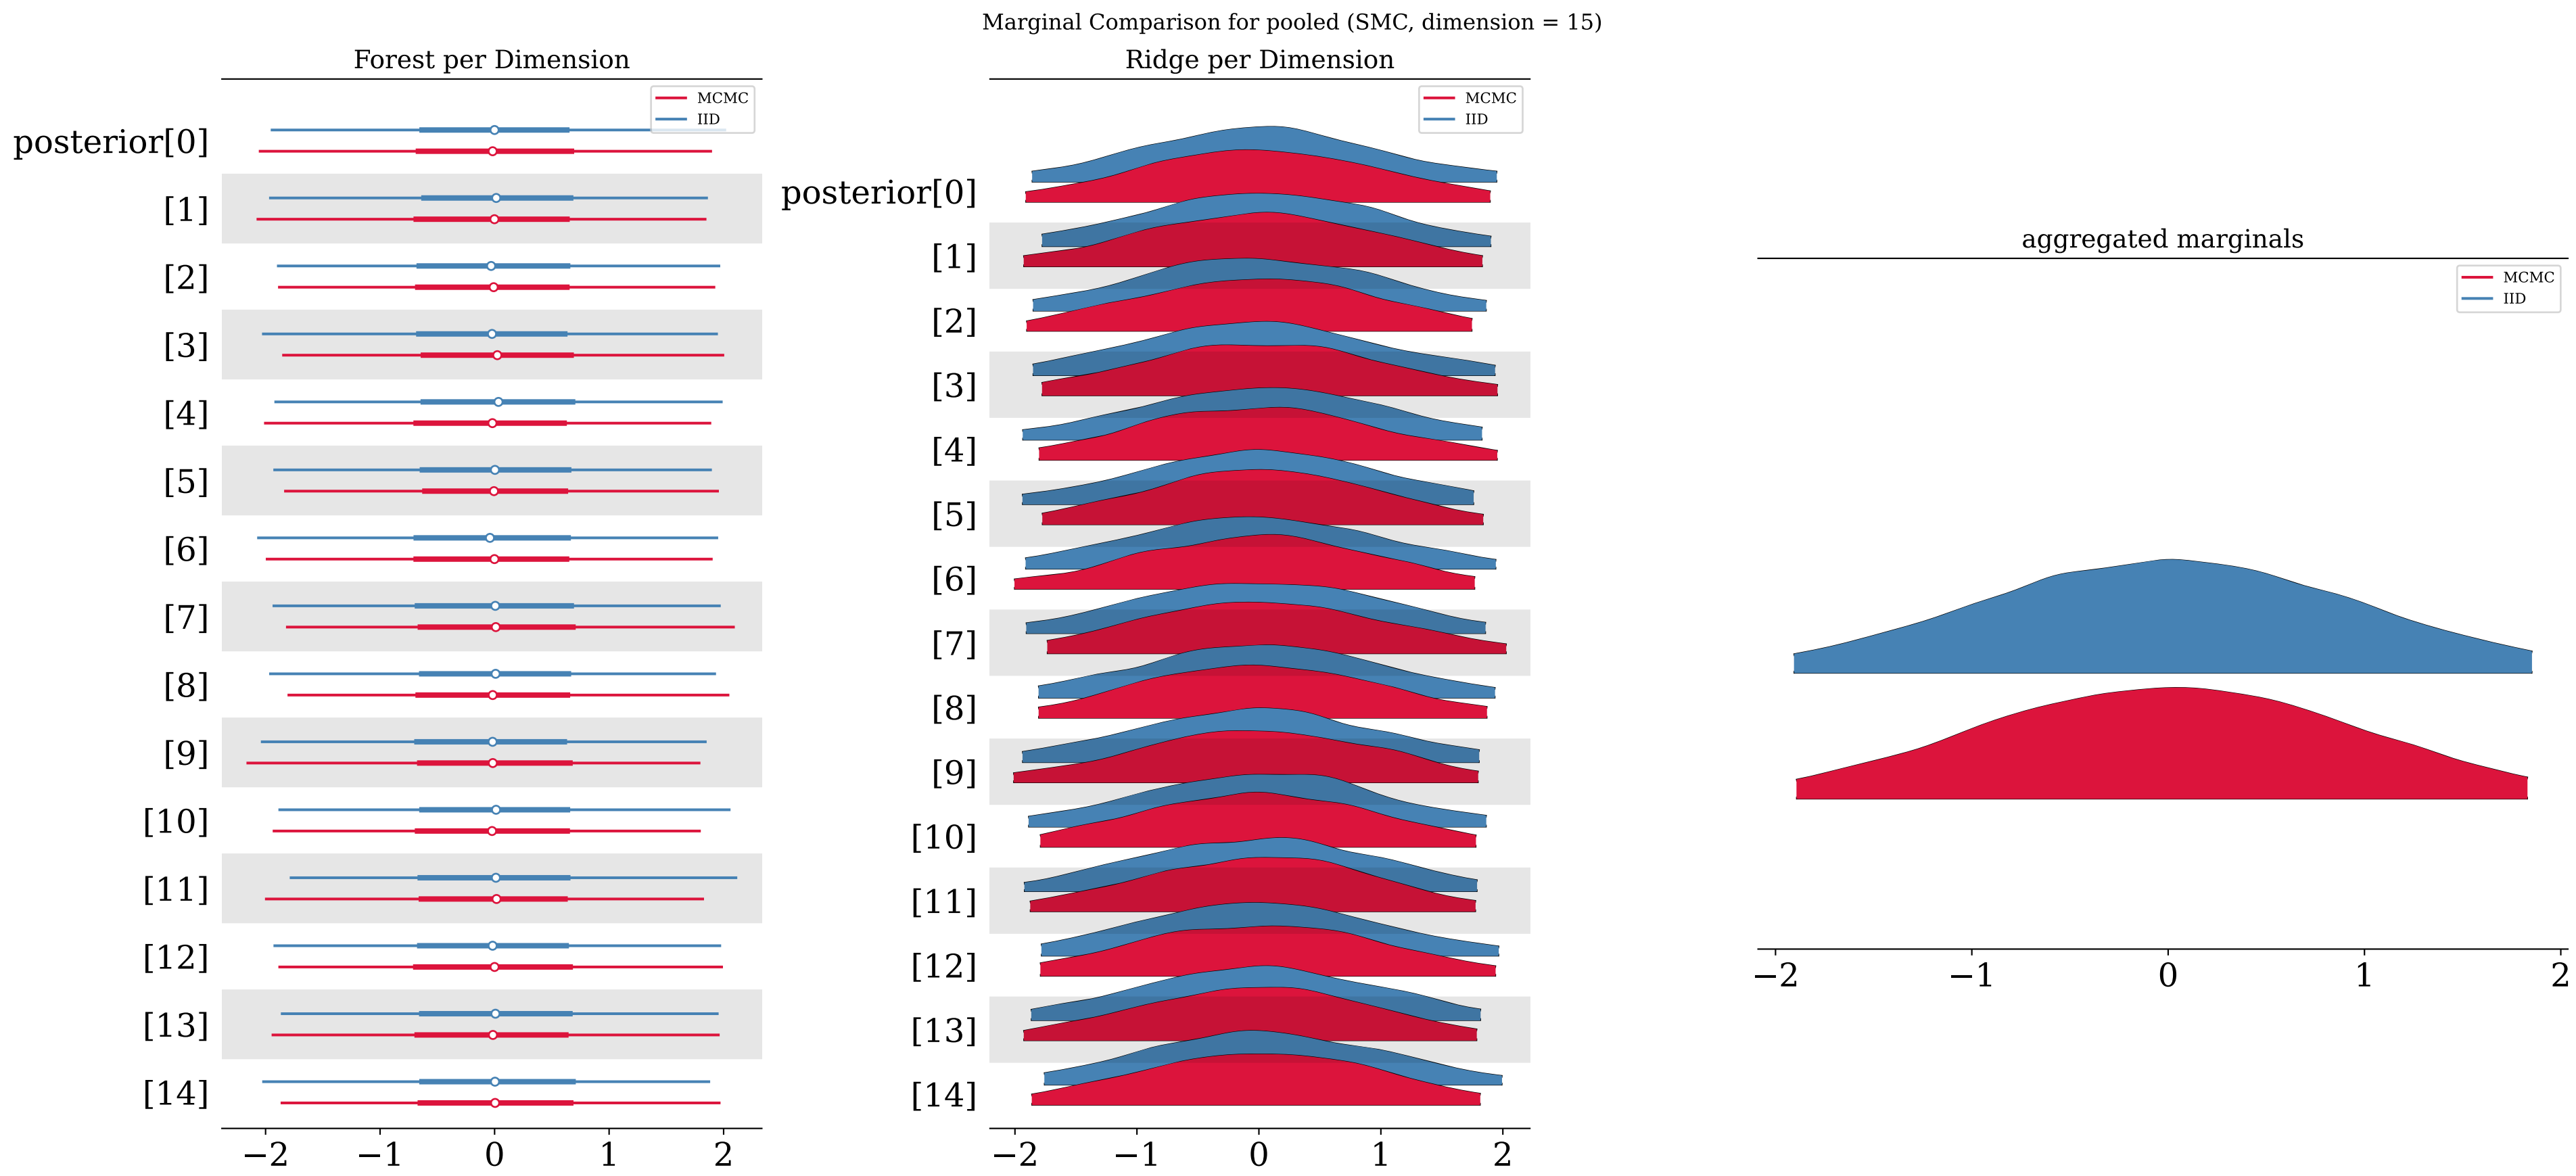 Marginal Comparison for pooled (SMC, dimension = 15)
Forest per Dimension
MCMC
IID
posterior[0]
[1]
[2]
[3]
[4]
[5]
[6]
[7]
[8]
[9]
[10]
[11]
[12]
[13]
[14]
−2 −1 0 1 2
Ridge per Dimension
MCMC
IID
posterior[0]
[1]
[2]
[3]
[4]
[5]
[6]
[7]
[8]
[9]
[10]
[11]
[12]
[13]
[14]
−2 −1 0 1 2
aggregated marginals
MCMC
IID
−2 −1 0 1 2